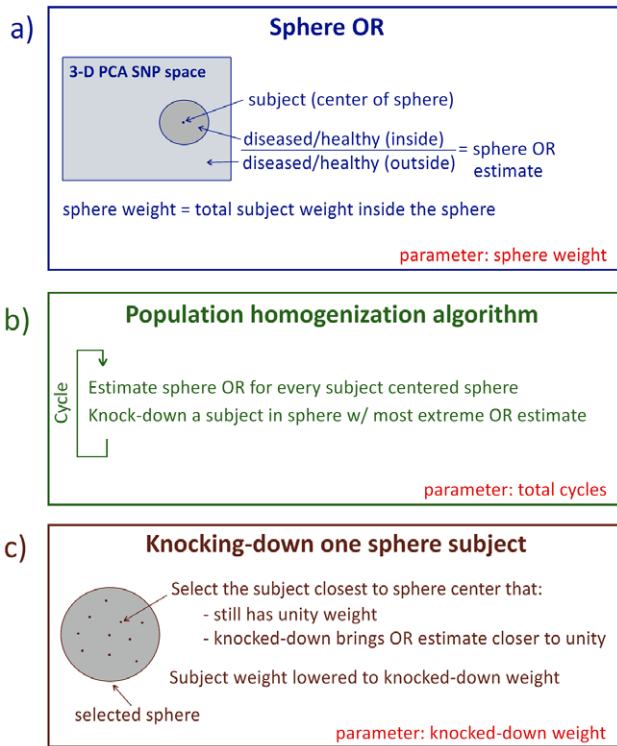 a)
Sphere OR
3-D PCA SNP space
subject (center of sphere)
diseased/healthy (inside)
diseased/healthy (outside)
= sphere OR
estimate
sphere weight = total subject weight inside the sphere
parameter: sphere weight
b)
Population homogenization algorithm
Cycle
Estimate sphere OR for every subject centered sphere
Knock-down a subject in sphere w/ most extreme OR estimate
parameter: total cycles
c)
Knocking-down one sphere subject
Select the subject closest to sphere center that:
- still has unity weight
- knocked-down brings OR estimate closer to unity
Subject weight lowered to knocked-down weight
selected sphere
parameter: knocked-down weight